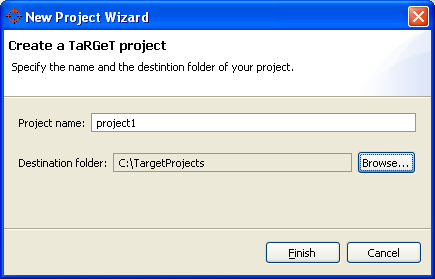 New Project Wizard
Create a TaRGeT project
Specify the name and the destintion folder of your project.
Project name: project1
Destination folder: C:\TargetProjects Browse...
Finish Cancel